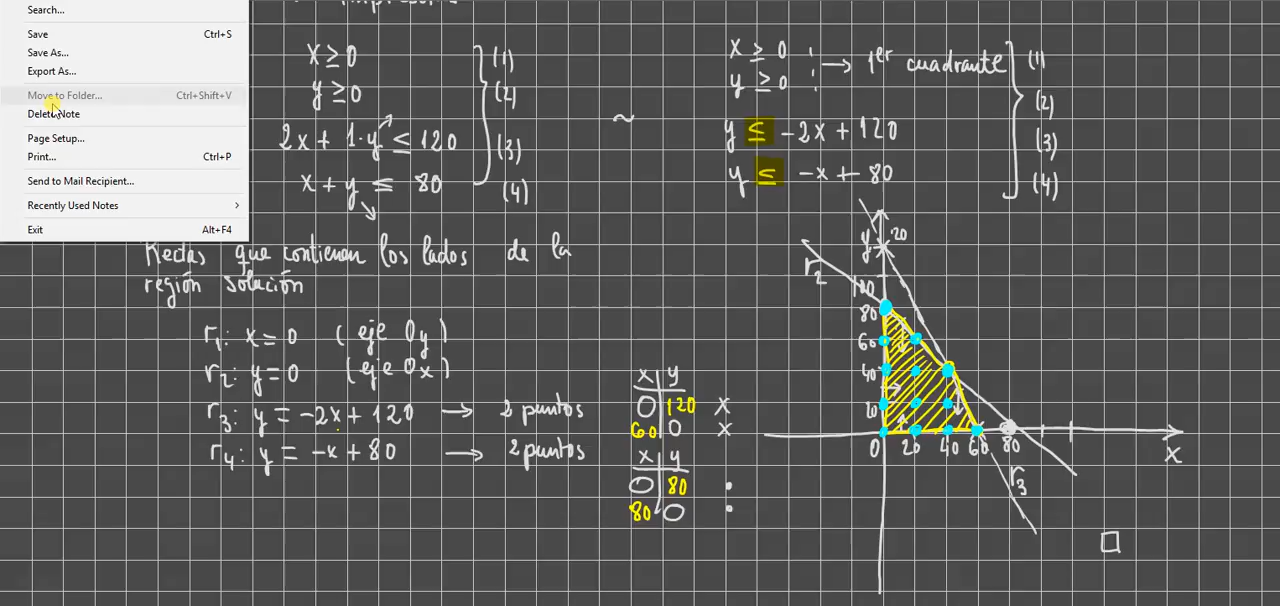 Search...
Save Ctrl+S
Save As...
Export As...
Move to Folder... Ctrl+Shift+V
Delete Note
Page Setup...
Print... Ctrl+P
Send to Mail Recipient...
Recently Used Notes >
Exit Alt+F4
x ≥ 0 (1)
y ≥ 0 (2)
2x + 1·y ≤ 120 (3)
x + y ≤ 80 (4)
~
x ≥ 0
y ≥ 0 → 1er cuadrante (1)
(2)
y ≤ -2x + 120 (3)
y ≤ -x + 80 (4)
Rectas que contienen los lados de la
región solución
r1: x = 0 (eje Oy)
r2: y = 0 (eje Ox)
r3: y = -2x + 120 → 2 puntos
r4: y = -x + 80 → 2 puntos
x y
0 120 x
60 0 x
x y
0 80 •
80 0 •
y 120
r2
100
80
60
40
20
0 20 40 60 80
x
r3